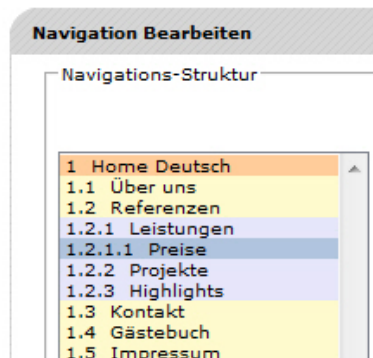 Navigation Bearbeiten
Navigations-Struktur
1 Home Deutsch
1.1 Über uns
1.2 Referenzen
1.2.1 Leistungen
1.2.1.1 Preise
1.2.2 Projekte
1.2.3 Highlights
1.3 Kontakt
1.4 Gästebuch
1.5 Impressum